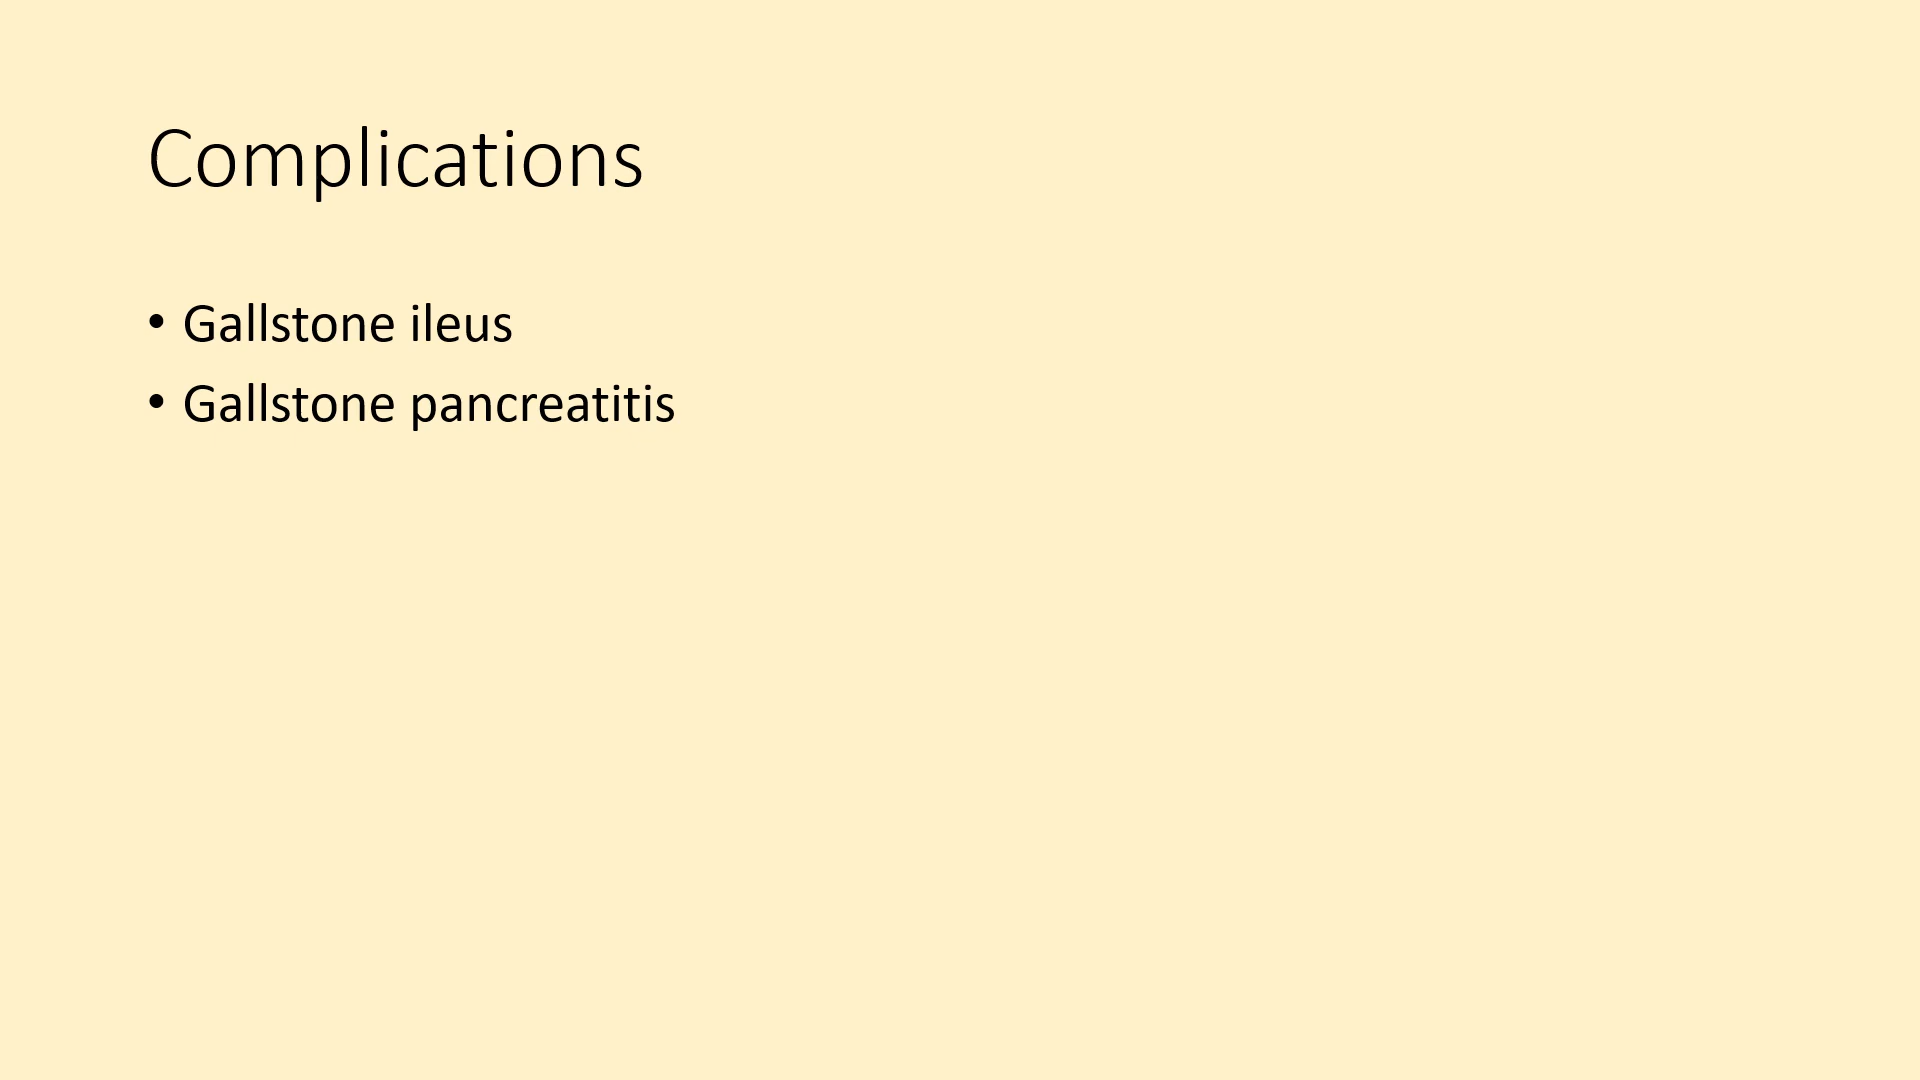 Complications
• Gallstone ileus
• Gallstone pancreatitis